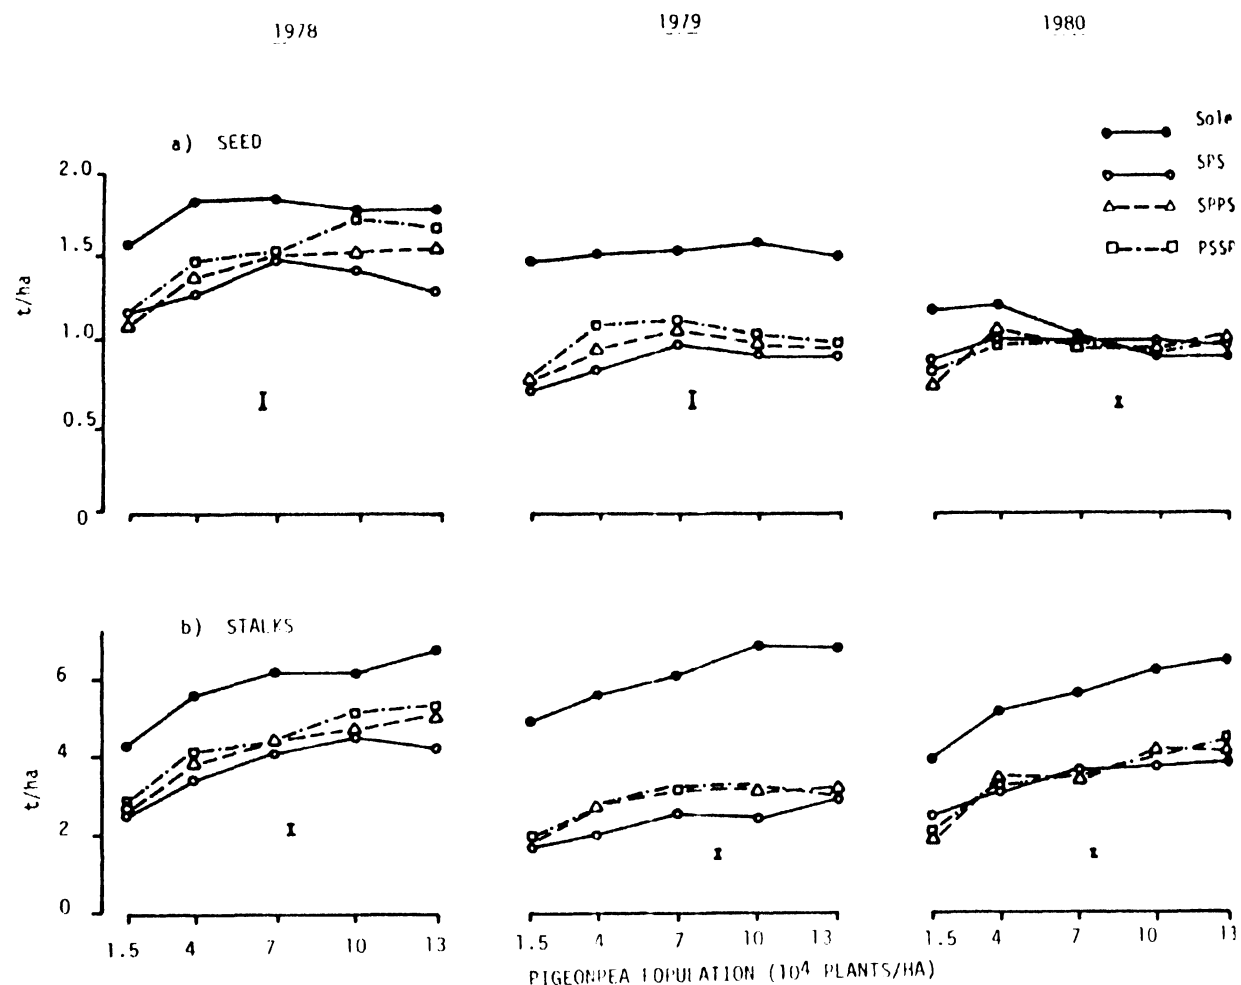 1978
1979
1980
a) SEED
Sole
SPS
SPPS
PSSP
2.0
1.5
1.0
0.5
0
t/ha
b) STALKS
6
4
2
0
t/ha
1.5 4 7 10 13
1.5 4 7 10 13
1.5 4 7 10 13
PIGEONPEA POPULATION (10⁴ PLANTS/HA)